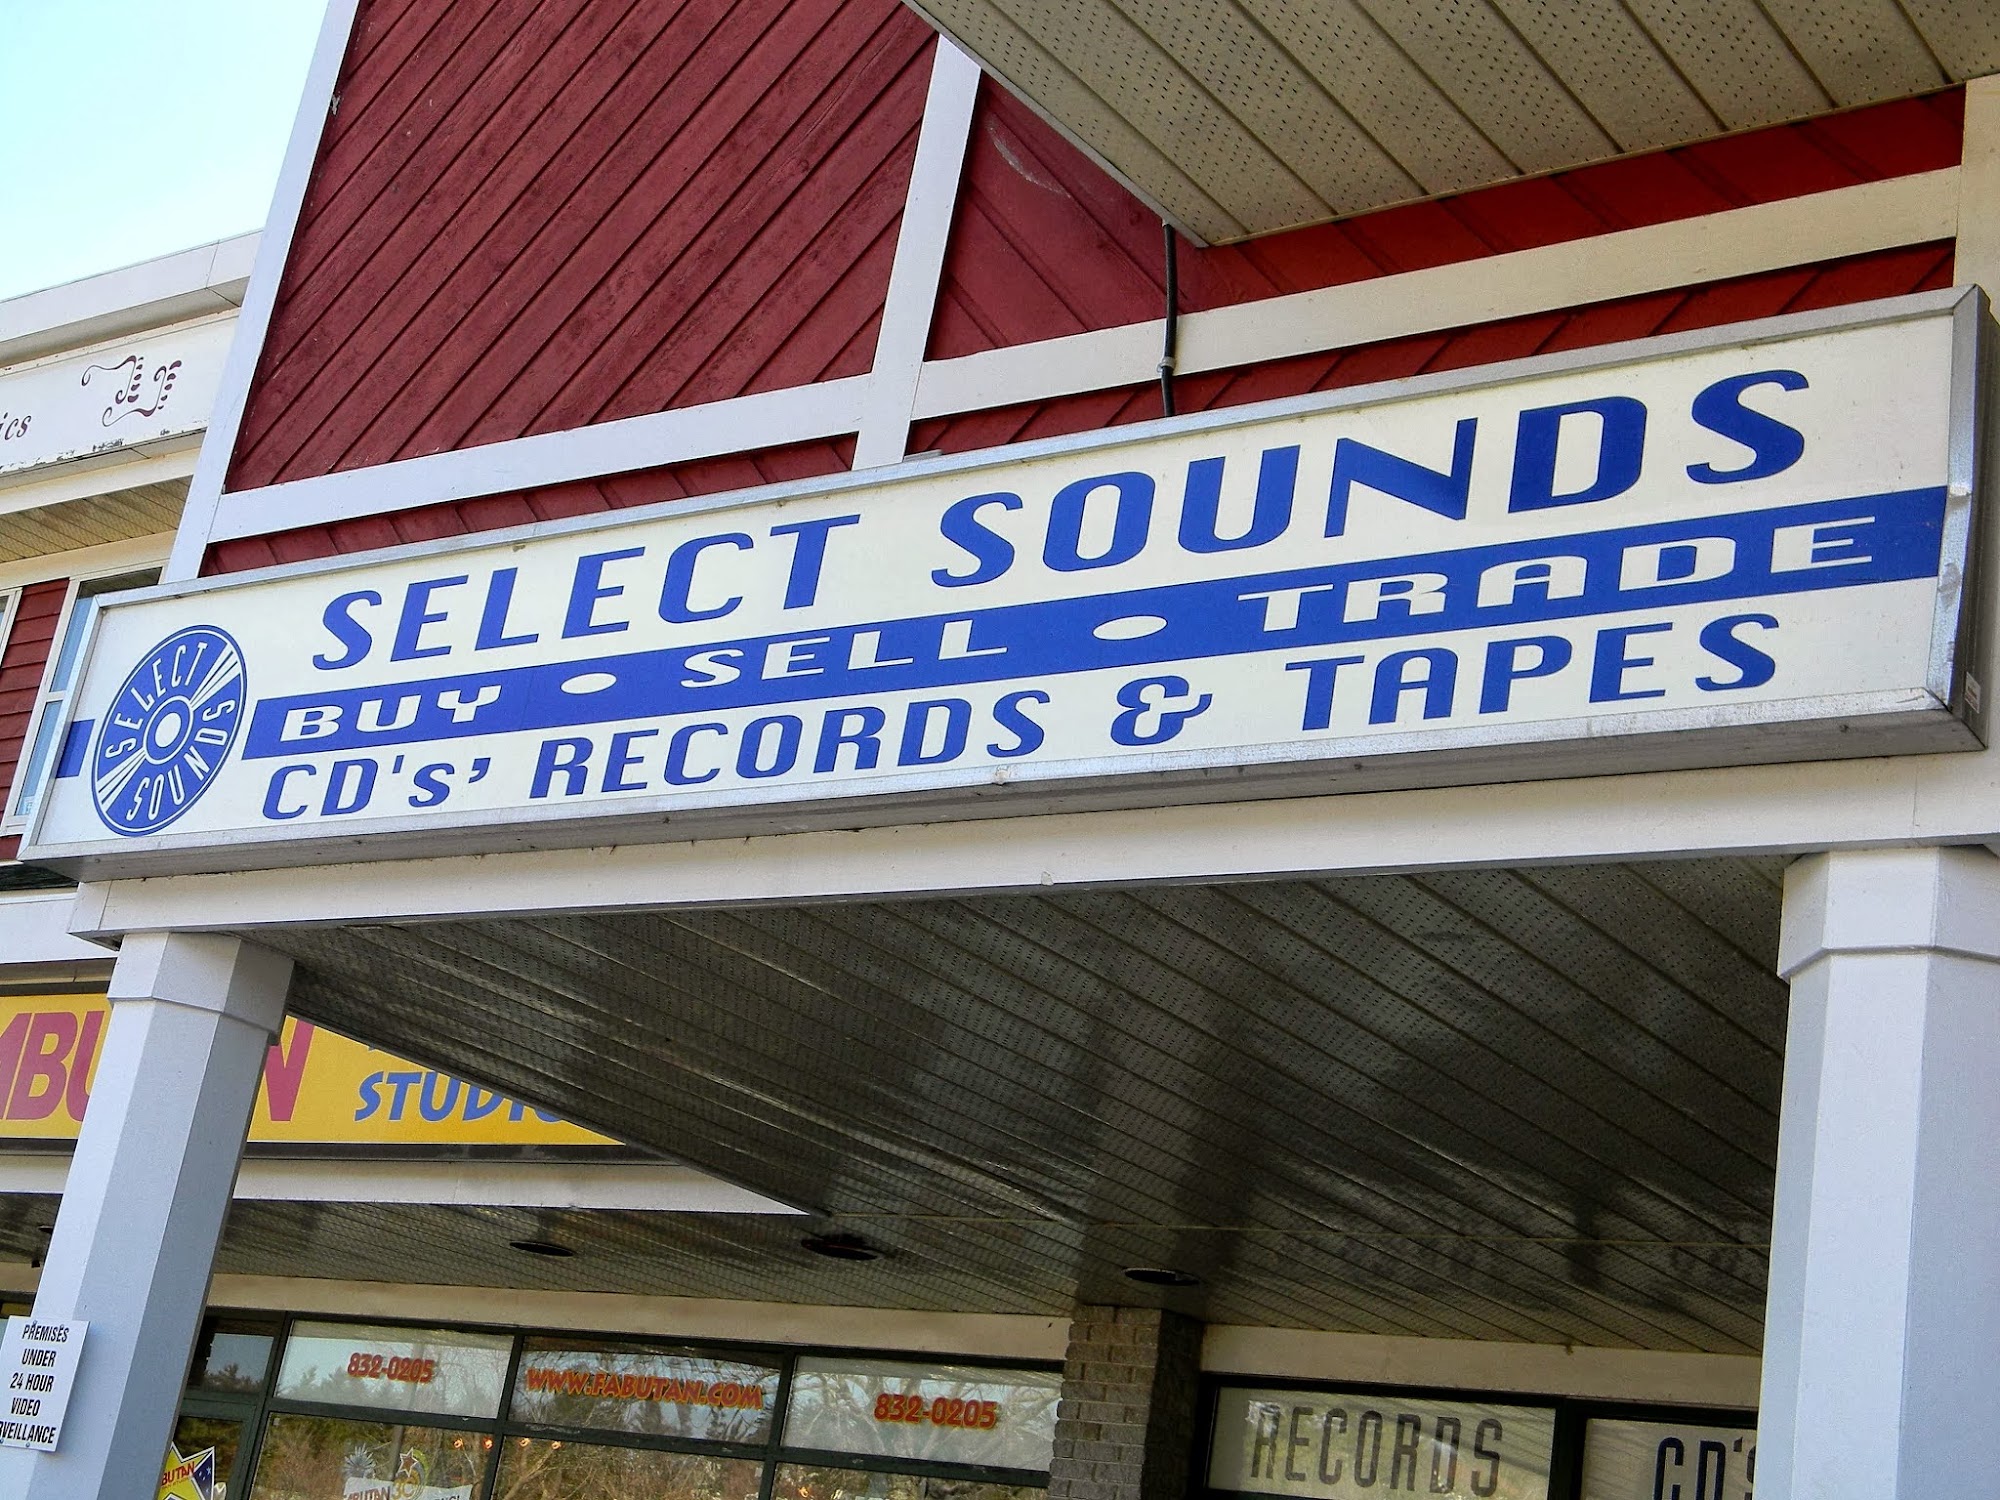 SELECT SOUNDS
BUY • SELL • TRADE
CD's' RECORDS & TAPES
SELECT
SOUNDS
STUDIO
PREMISES
UNDER
24 HOUR
VIDEO
832-0205
WWW.FABUTAN.COM
832-0205
RECORDS
CD'S